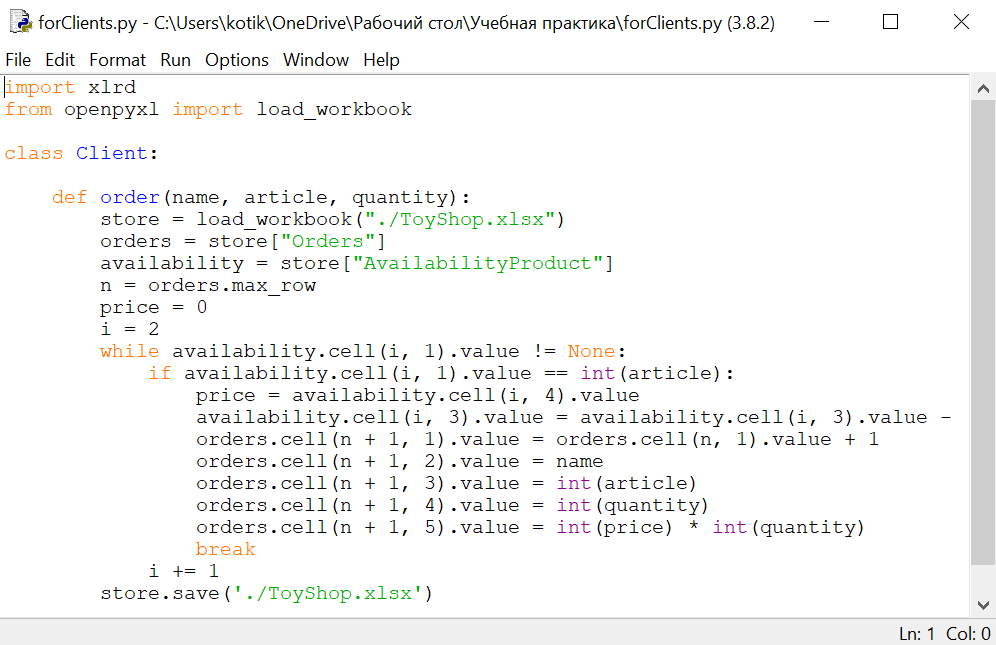 forClients.py - C:\Users\kotik\OneDrive\Рабочий стол\Учебная практика\forClients.py (3.8.2)
File Edit Format Run Options Window Help
import xlrd
from openpyxl import load_workbook
class Client:
    def order(name, article, quantity):
        store = load_workbook("./ToyShop.xlsx")
        orders = store["Orders"]
        availability = store["AvailabilityProduct"]
        n = orders.max_row
        price = 0
        i = 2
        while availability.cell(i, 1).value != None:
            if availability.cell(i, 1).value == int(article):
                price = availability.cell(i, 4).value
                availability.cell(i, 3).value = availability.cell(i, 3).value -
                orders.cell(n + 1, 1).value = orders.cell(n, 1).value + 1
                orders.cell(n + 1, 2).value = name
                orders.cell(n + 1, 3).value = int(article)
                orders.cell(n + 1, 4).value = int(quantity)
                orders.cell(n + 1, 5).value = int(price) * int(quantity)
                break
            i += 1
        store.save('./ToyShop.xlsx')
Ln: 1 Col: 0